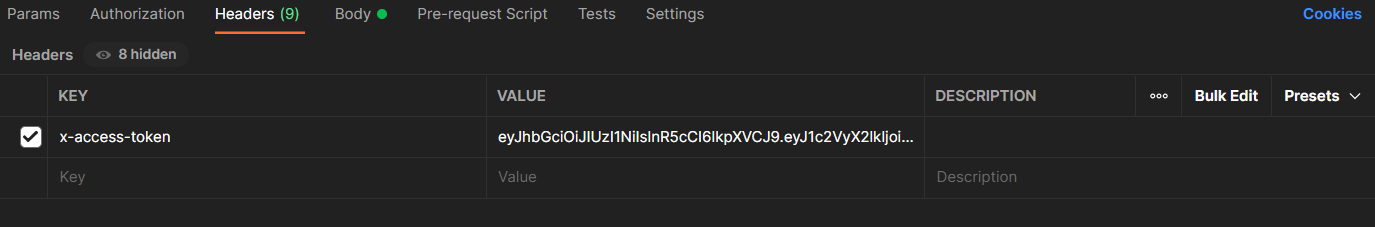 Params Authorization Headers (9) Body Pre-request Script Tests Settings Cookies
Headers 8 hidden
KEY VALUE DESCRIPTION ooo Bulk Edit Presets
x-access-token eyJhbGciOiJIUzI1NiIsInR5cCI6IkpXVCJ9.eyJ1c2VyX2lkIjoi...
Key Value Description